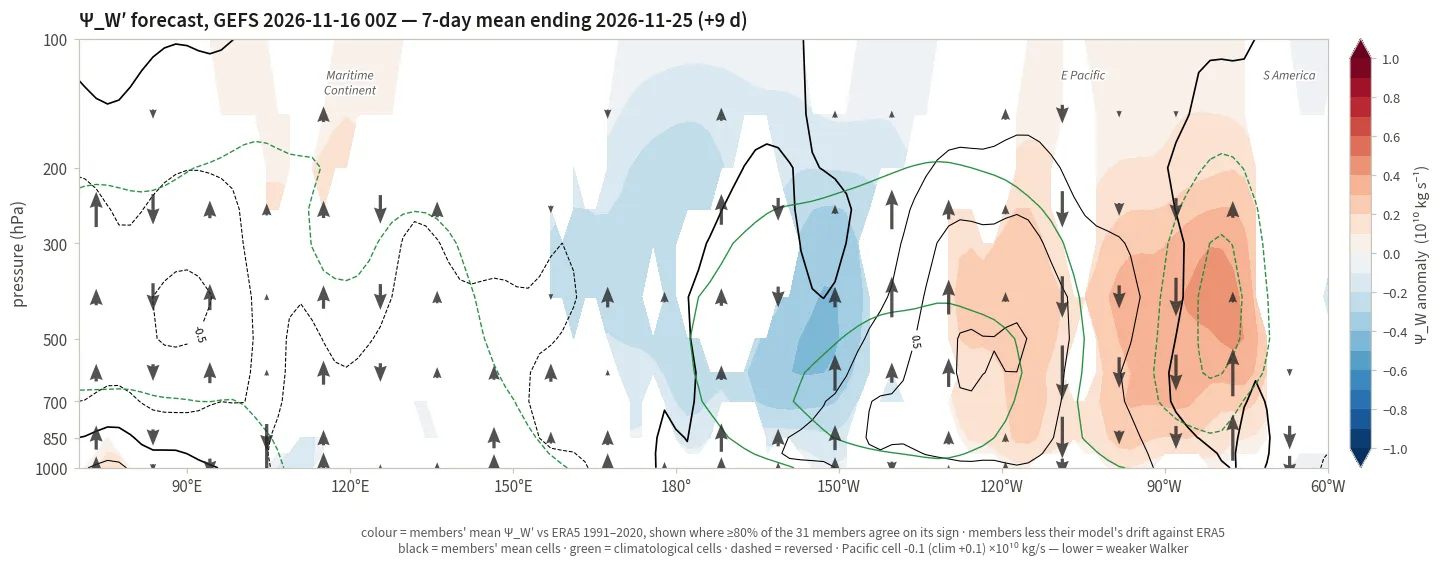 Ψ_W′ forecast, GEFS 2026-11-16 00Z — 7-day mean ending 2026-11-25 (+9 d)
100
200
300
400
500
700
850
1000
pressure (hPa)
Maritime
Continent
E Pacific
S America
-0.5
0.5
90°E
120°E
150°E
180°
150°W
120°W
90°W
60°W
1.0
0.8
0.6
0.4
0.2
0.0
−0.2
−0.4
−0.6
−0.8
−1.0
Ψ_W anomaly (10¹⁰ kg s⁻¹)
colour = members' mean Ψ_W′ vs ERA5 1991–2020, shown where ≥80% of the 31 members agree on its sign · members less their model's drift against ERA5
black = members' mean cells · green = climatological cells · dashed = reversed · Pacific cell -0.1 (clim +0.1) ×10¹⁰ kg/s — lower = weaker Walker